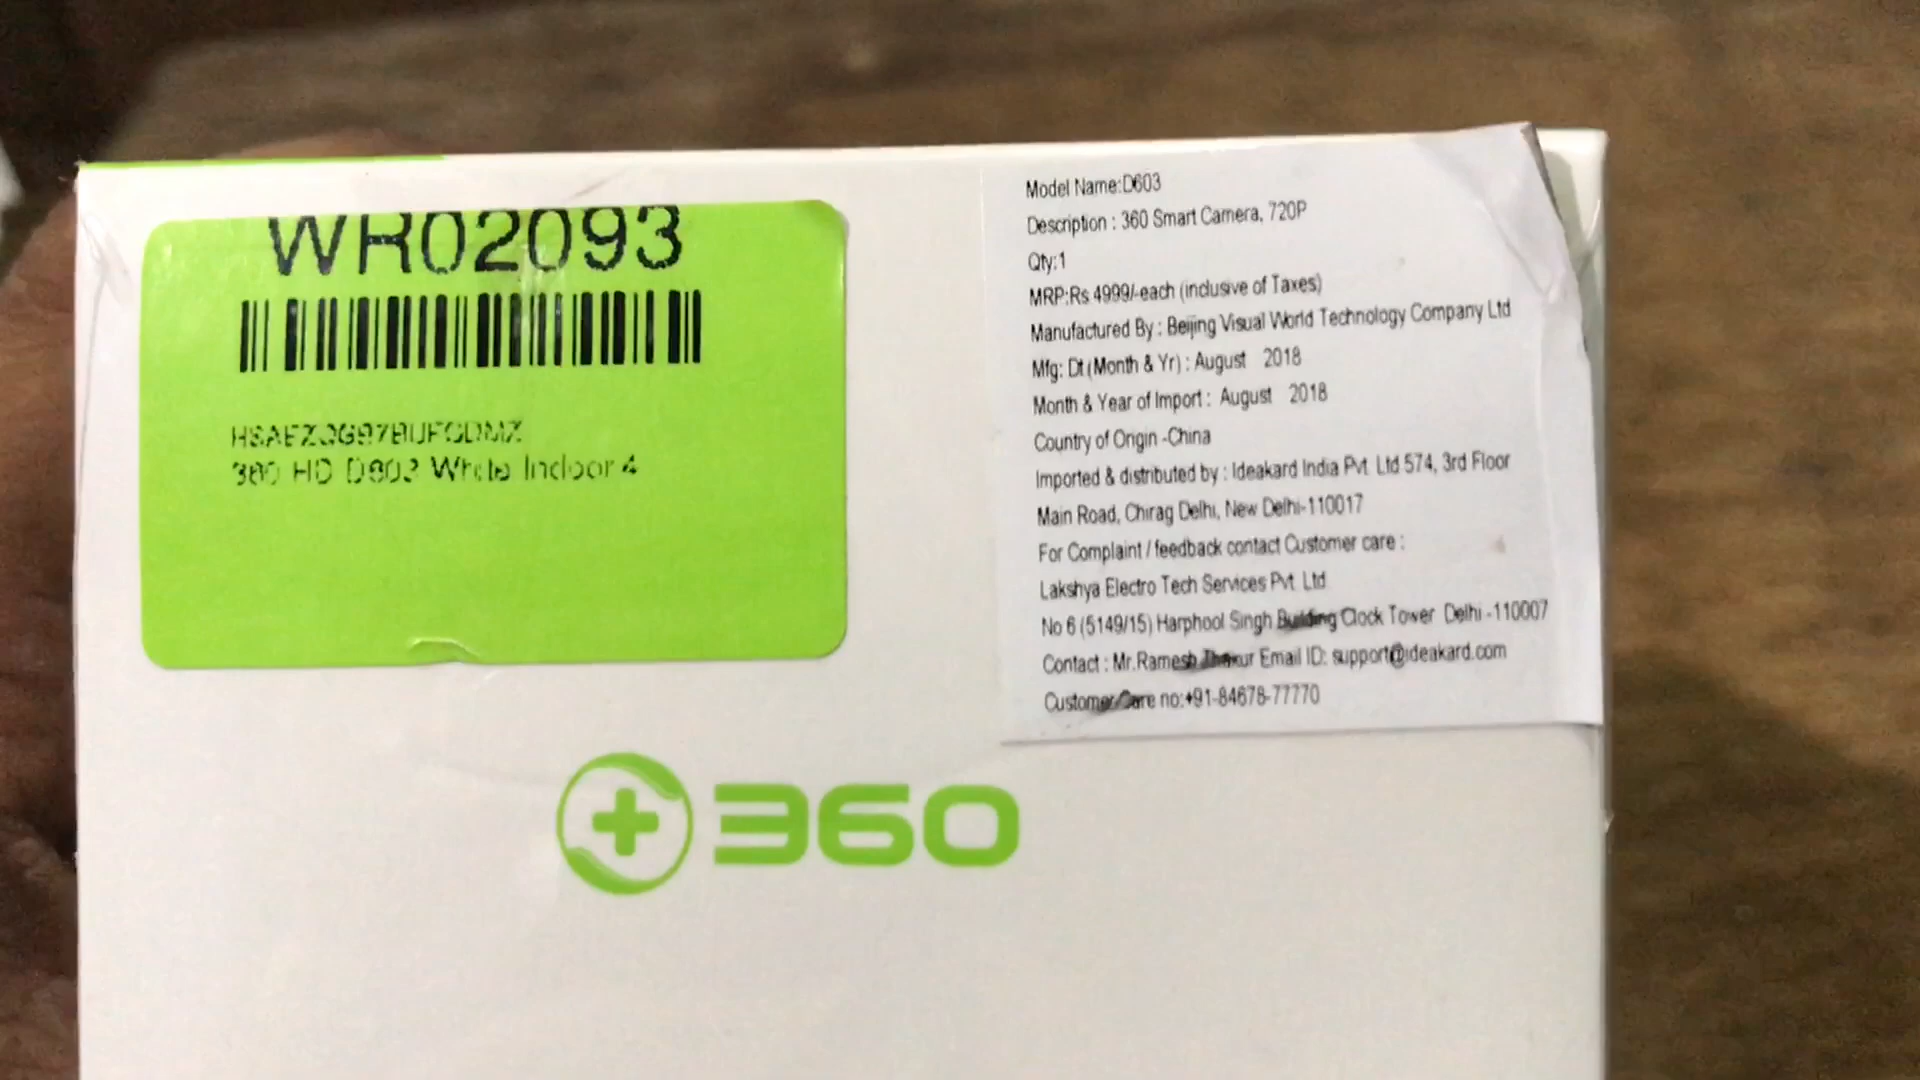 WR02093
360 HD D603 White Indoor 4
Model Name:D603
Description : 360 Smart Camera, 720P
Qty:1
MRP:Rs 4999/-each (inclusive of Taxes)
Manufactured By : Beijing Visual World Technology Company Ltd
Mfg: Dt (Month & Yr) : August 2018
Month & Year of Import : August 2018
Country of Origin -China
Imported & distributed by : Ideakard India Pvt Ltd 574, 3rd Floor
Main Road, Chirag Delhi, New Delhi-110017
For Complaint / feedback contact Customer care :
Lakshya Electro Tech Services Pvt Ltd
No 6 (5149/15) Harphool Singh Building Clock Tower Delhi -110007
Contact : Mr.Ramesh Thakur Email ID: support@ideakard.com
Customer Care no:+91-84678-77770
360